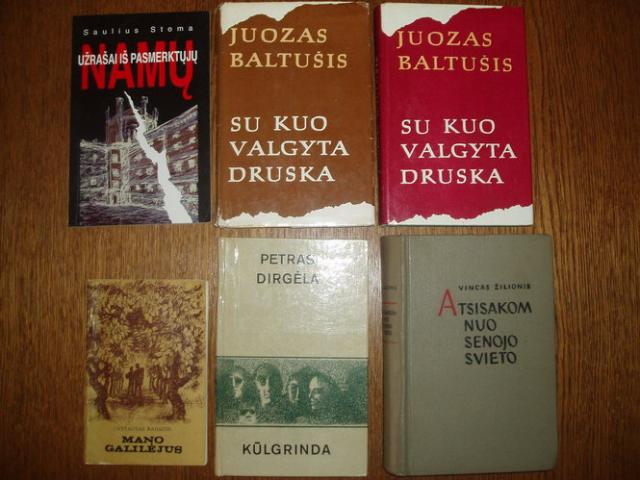 Saulius Stoma
UŽRAŠAI IŠ PASMERKTŲJŲ
NAMŲ
JUOZAS
BALTUŠIS
SU KUO
VALGYTA
DRUSKA
JUOZAS
BALTUŠIS
SU KUO
VALGYTA
DRUSKA
MANO
GALILĖJUS
PETRAS
DIRGĖLA
KŪLGRINDA
VINCAS ŽILIONIS
ATSISAKOM
NUO
SENOJO
SVIETO